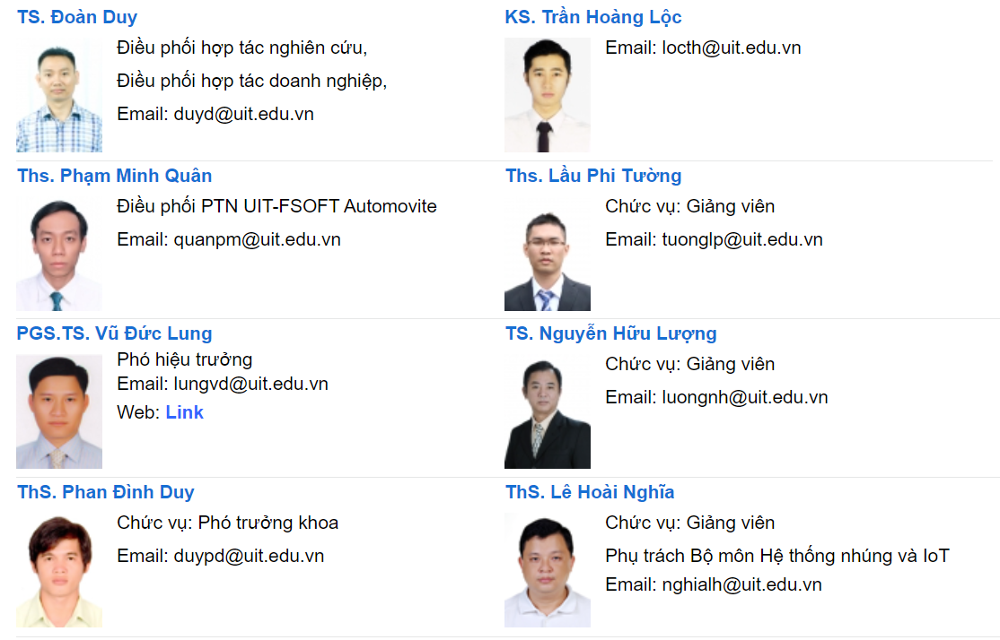 TS. Đoàn Duy
Điều phối hợp tác nghiên cứu,
Điều phối hợp tác doanh nghiệp,
Email: duyd@uit.edu.vn
KS. Trần Hoàng Lộc
Email: locth@uit.edu.vn
Ths. Phạm Minh Quân
Điều phối PTN UIT-FSOFT Automovite
Email: quanpm@uit.edu.vn
Ths. Lầu Phi Tường
Chức vụ: Giảng viên
Email: tuonglp@uit.edu.vn
PGS.TS. Vũ Đức Lung
Phó hiệu trưởng
Email: lungvd@uit.edu.vn
Web: Link
TS. Nguyễn Hữu Lượng
Chức vụ: Giảng viên
Email: luongnh@uit.edu.vn
ThS. Phan Đình Duy
Chức vụ: Phó trưởng khoa
Email: duypd@uit.edu.vn
ThS. Lê Hoài Nghĩa
Chức vụ: Giảng viên
Phụ trách Bộ môn Hệ thống nhúng và IoT
Email: nghialh@uit.edu.vn